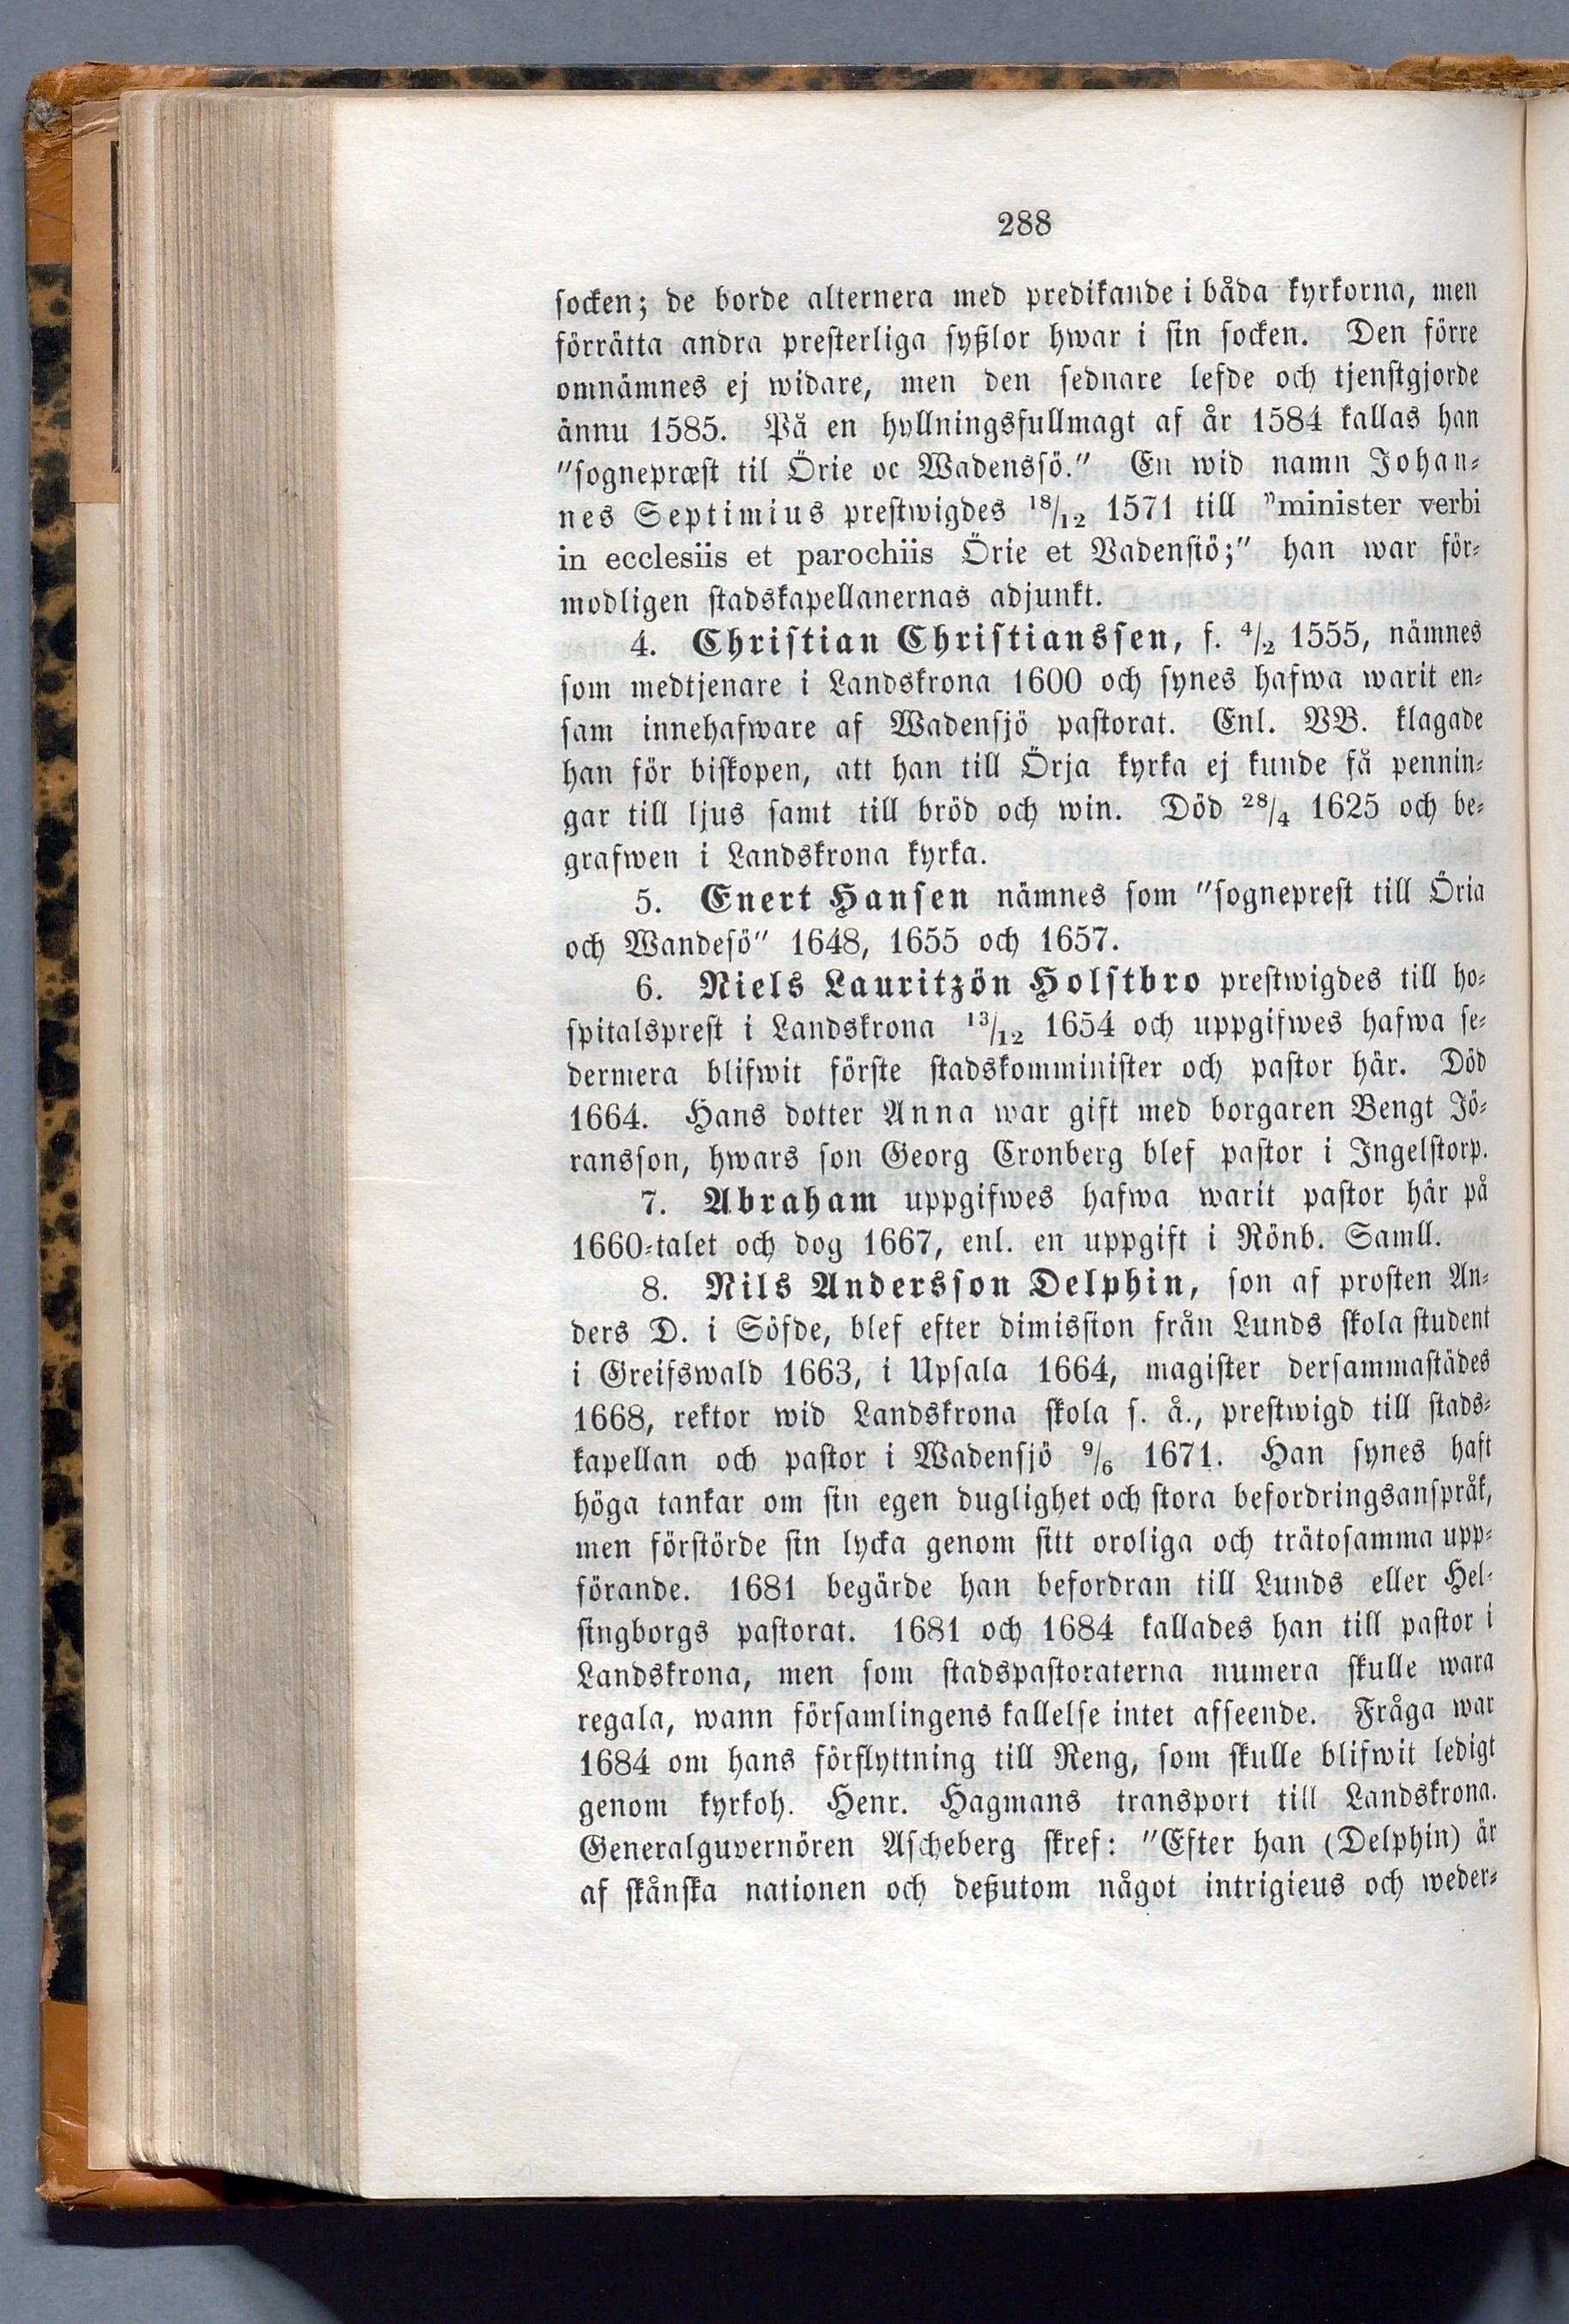 288
socken; de borde alternera med predikande i båda kyrkorna, men
förrätta andra presterliga syßlor hwar i sin socken. Den förre
omnämnes ej widare, men den sednare lefde och tjenstgjorde
ännu 1585. På en hyllningsfullmagt af år 1584 kallas han
"sognepræst til Örie oc Wadenssö." En wid namn Johan-
nes Septimius prestwigdes 18/12 1571 till "minister verbi
in ecclesiis et parochiis Örie et Vadensiö;" han war för-
modligen stadskapellanernas adjunkt.
4. Christian Christianssen, f. 4/2 1555, nämnes
som medtjenare i Landskrona 1600 och synes hafwa warit en-
sam innehafware af Wadensjö pastorat. Enl. VB. klagade
han för biskopen, att han till Örja kyrka ej kunde få pennin-
gar till ljus samt till bröd och win. Död 28/4 1625 och be-
grafwen i Landskrona kyrka.
5. Enert Hansen nämnes som "sogneprest till Öria
och Wandesö" 1648, 1655 och 1657.
6. Niels Lauritzön Holstbro prestwigdes till ho-
spitalsprest i Landskrona 13/12 1654 och uppgifwes hafwa se-
dermera blifwit förste stadskomminister och pastor här. Död
1664. Hans dotter Anna war gift med borgaren Bengt Jö-
ransson, hwars son Georg Cronberg blef pastor i Ingelstorp.
7. Abraham uppgifwes hafwa warit pastor här på
1660-talet och dog 1667, enl. en uppgift i Rönb. Samll.
8. Nils Andersson Delphin, son af prosten An-
ders D. i Söfde, blef efter dimission från Lunds skola student
i Greifswald 1663, i Upsala 1664, magister dersammastädes
1668, rektor wid Landskrona skola s. å., prestwigd till stads-
kapellan och pastor i Wadensjö 9/6 1671. Han synes haft
höga tankar om sin egen duglighet och stora befordringsanspråk,
men förstörde sin lycka genom sitt oroliga och trätosamma upp-
förande. 1681 begärde han befordran till Lunds eller Hel-
singborgs pastorat. 1681 och 1684 kallades han till pastor i
Landskrona, men som stadspastoraterna numera skulle wara
regala, wann församlingens kallelse intet afseende. Fråga war
1684 om hans förflyttning till Reng, som skulle blifwit ledigt
genom kyrkoh. Henr. Hagmans transport till Landskrona.
Generalguvernören Ascheberg skref: "Efter han (Delphin) är
af skånska nationen och deßutom något intrigieus och weder-